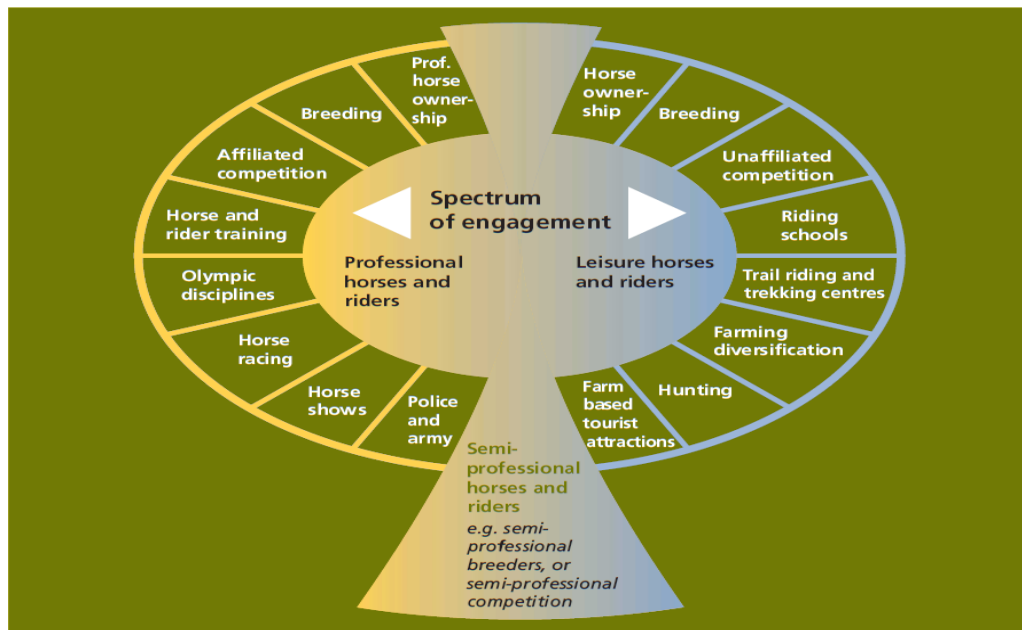 Prof.
horse
owner-
ship
Breeding
Affiliated
competition
Horse and
rider training
Olympic
disciplines
Horse
racing
Horse
shows
Police
and
army
Horse
owner-
ship
Breeding
Unaffiliated
competition
Riding
schools
Trail riding and
trekking centres
Farming
diversification
Hunting
Farm
based
tourist
attractions
Spectrum
of engagement
Professional
horses and
riders
Leisure horses
and riders
Semi-
professional
horses and
riders
e.g. semi-
professional
breeders, or
semi-professional
competition